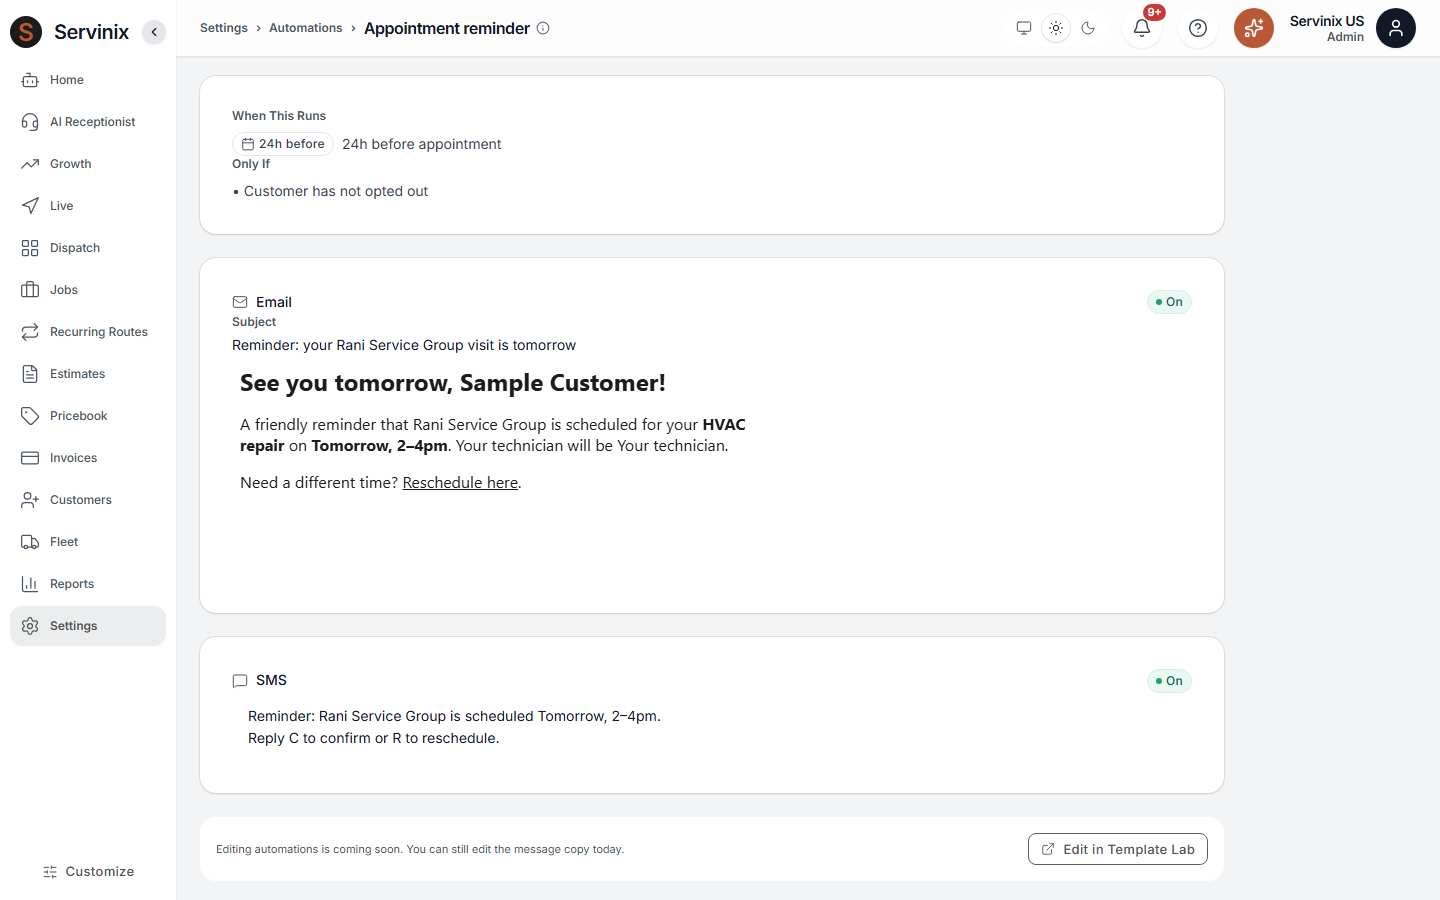 S Servinix
Home
AI Receptionist
Growth
Live
Dispatch
Jobs
Recurring Routes
Estimates
Pricebook
Invoices
Customers
Fleet
Reports
Settings
Customize
Settings › Automations › Appointment reminder
9+
Servinix US
Admin
When This Runs
24h before 24h before appointment
Only If
• Customer has not opted out
Email
On
Subject
Reminder: your Rani Service Group visit is tomorrow
See you tomorrow, Sample Customer!
A friendly reminder that Rani Service Group is scheduled for your HVAC
repair on Tomorrow, 2–4pm. Your technician will be Your technician.
Need a different time? Reschedule here.
SMS
On
Reminder: Rani Service Group is scheduled Tomorrow, 2–4pm.
Reply C to confirm or R to reschedule.
Editing automations is coming soon. You can still edit the message copy today.
Edit in Template Lab